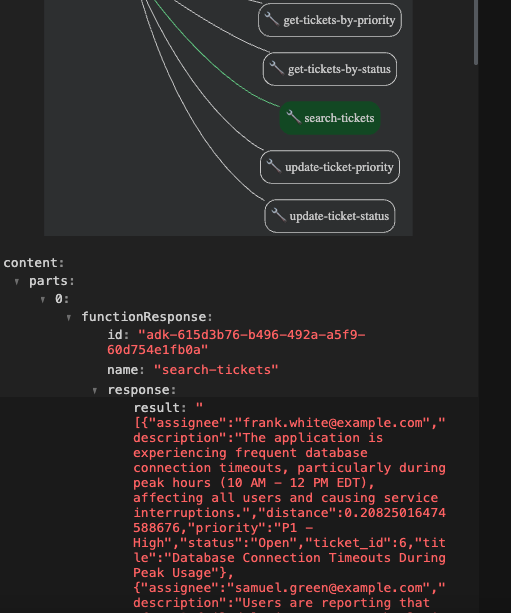 get-tickets-by-priority
get-tickets-by-status
search-tickets
update-ticket-priority
update-ticket-status
content:
parts:
0:
functionResponse:
id: "adk-615d3b76-b496-492a-a5f9-
60d754e1fb0a"
name: "search-tickets"
response:
result: "
[{"assignee":"frank.white@example.com","
description":"The application is
experiencing frequent database
connection timeouts, particularly during
peak hours (10 AM – 12 PM EDT),
affecting all users and causing service
interruptions.","distance":0.20825016474
588676,"priority":"P1 –
High","status":"Open","ticket_id":6,"tit
le":"Database Connection Timeouts During
Peak Usage"},
{"assignee":"samuel.green@example.com","
description":"Users are reporting that